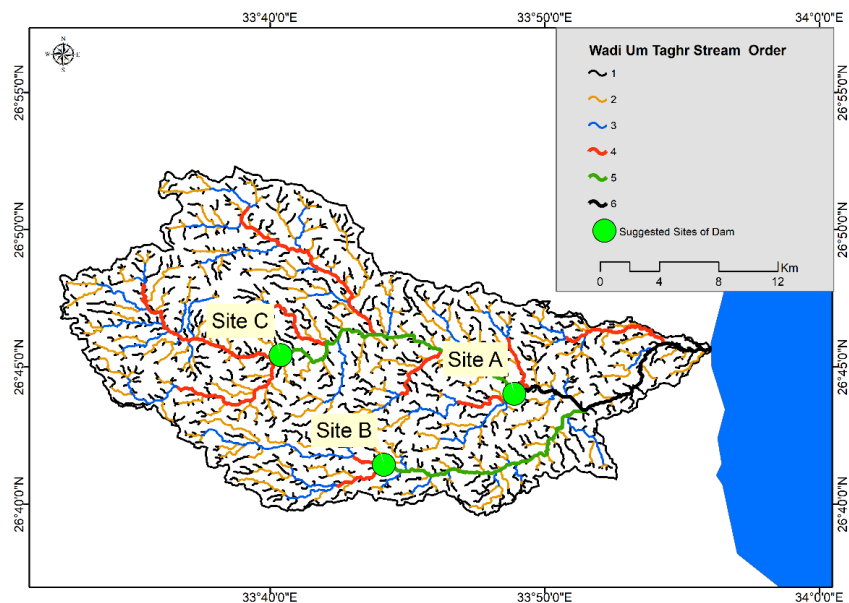 33°40'0"E 33°50'0"E 34°0'0"E
N
W E
S
Wadi Um Taghr Stream Order
1
2
3
4
5
6
Suggested Sites of Dam
0 4 8 12 Km
26°55'0"N 26°55'0"N
26°50'0"N 26°50'0"N
Site C
Site A
26°45'0"N 26°45'0"N
Site B
26°40'0"N 26°40'0"N
33°40'0"E 33°50'0"E 34°0'0"E